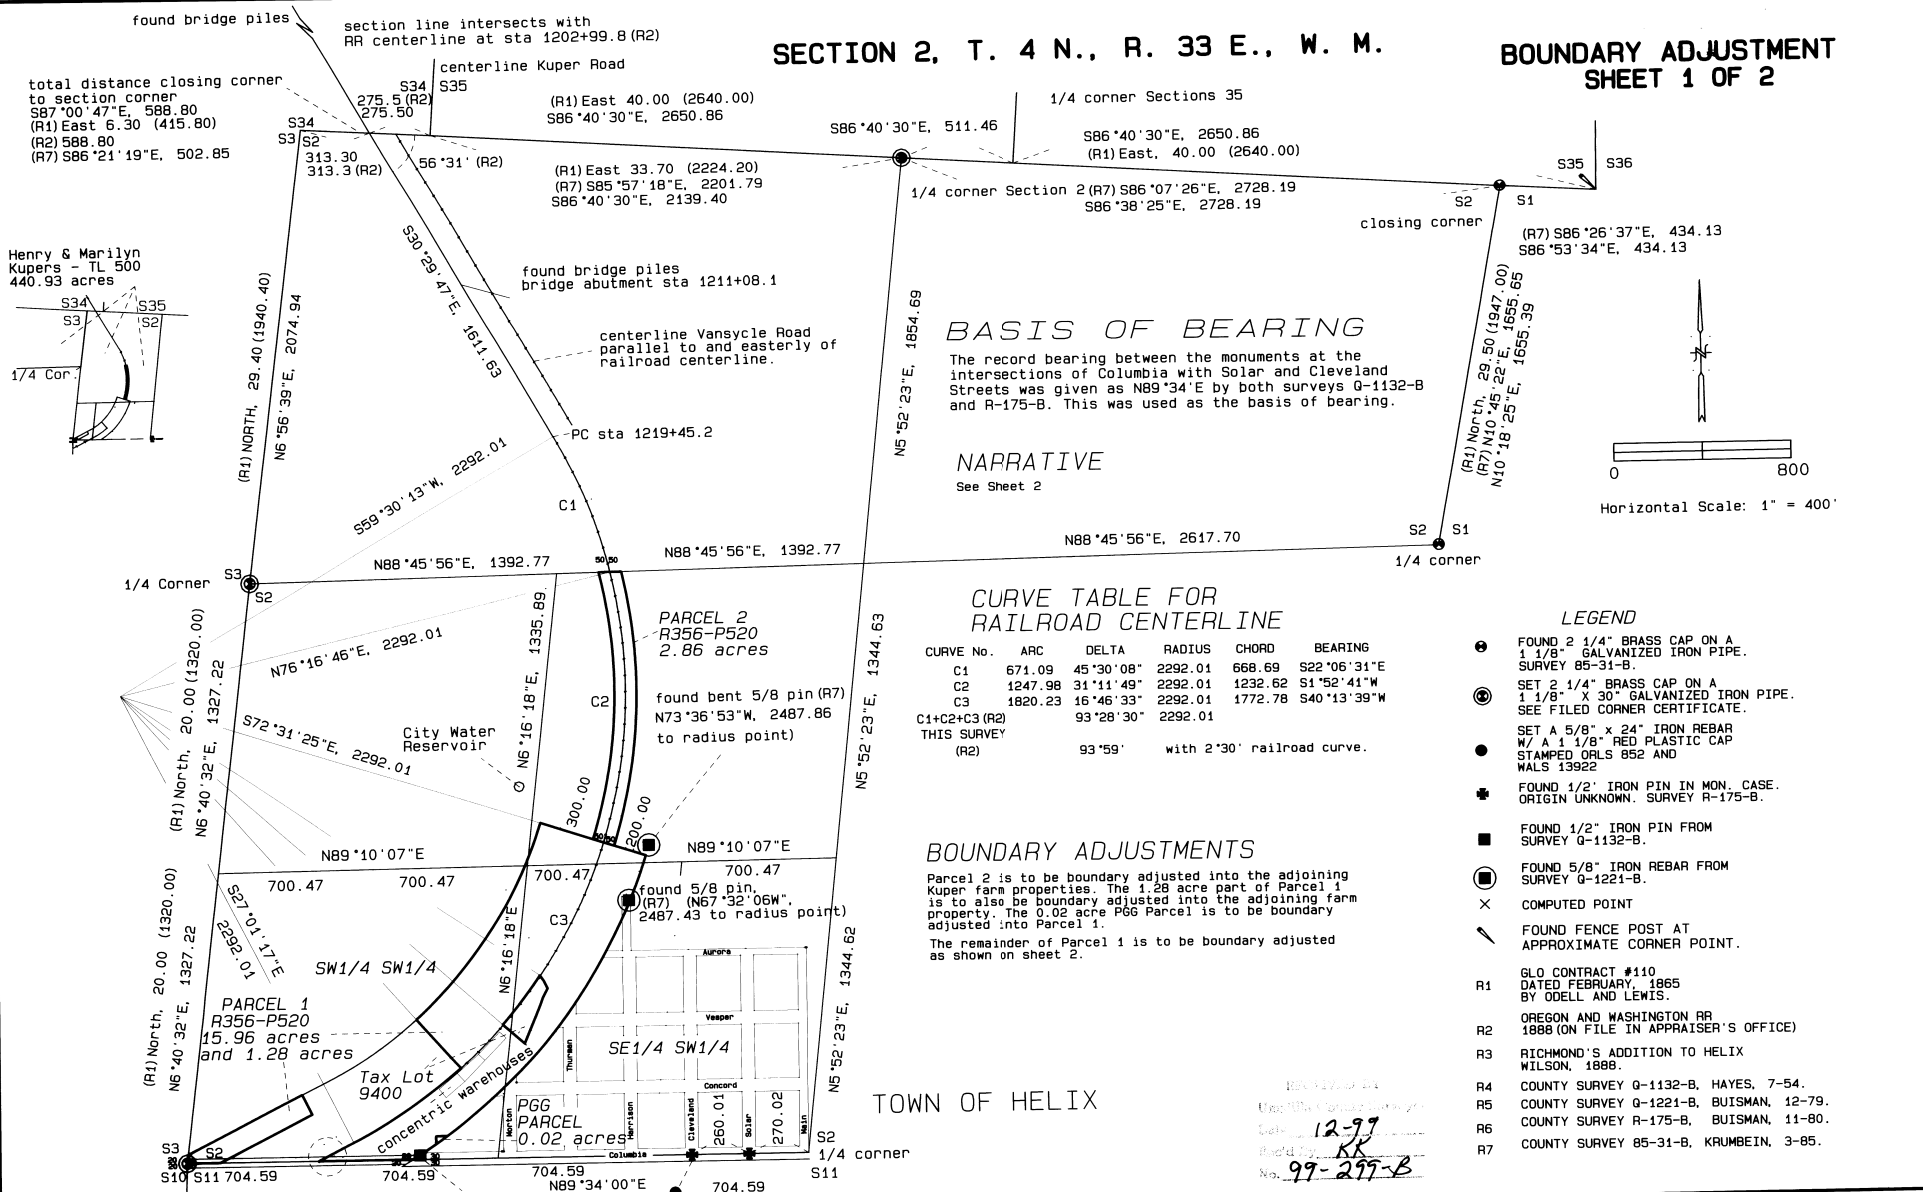 found bridge piles
section line intersects with
RR centerline at sta 1202+99.8(R2)
SECTION 2, T. 4 N., R. 33 E., W. M.
BOUNDARY ADJUSTMENT
SHEET 1 OF 2
total distance closing corner
to section corner
S87°00'47"E, 588.80
(R1)East 6.30 (415.80)
(R2)588.80
(R7)S86°21'19"E, 502.85
centerline Kuper Road
S34 S35
275.5(R2)
275.50
(R1)East 40.00 (2640.00)
S86°40'30"E, 2650.86
S86°40'30"E, 511.46
1/4 corner Sections 35
S86°40'30"E, 2650.86
(R1)East, 40.00 (2640.00)
S35 S36
S34
S3 S2
313.30
313.3(R2)
56°31'(R2)
(R1)East 33.70 (2224.20)
(R7)S85°57'18"E, 2201.79
S86°40'30"E, 2139.40
1/4 corner Section 2
(R7)S86°07'26"E, 2728.19
S86°38'25"E, 2728.19
S2 S1
closing corner
(R7)S86°26'37"E, 434.13
S86°53'34"E, 434.13
Henry & Marilyn
Kupers - TL 500
440.93 acres
S34 S35
S3 S2
1/4 Cor.
(R1)NORTH, 29.40(1940.40)
N6°56'39"E, 2074.94
S30°29'47"E, 1611.63
found bridge piles
bridge abutment sta 1211+08.1
centerline Vansycle Road
parallel to and easterly of
railroad centerline.
PC sta 1219+45.2
S59°30'13"W, 2292.01
C1
N5°52'23"E, 1854.69
BASIS OF BEARING
The record bearing between the monuments at the
intersections of Columbia with Solar and Cleveland
Streets was given as N89°34'E by both surveys Q-1132-B
and R-175-B. This was used as the basis of bearing.
NARRATIVE
See Sheet 2
(R1)North, 29.50(1947.00)
(R7)N10°45'22"E, 1655.65
N10°18'25"E, 1655.39
0 800
Horizontal Scale: 1" = 400'
N88°45'56"E, 1392.77
50 50
N88°45'56"E, 1392.77
N88°45'56"E, 2617.70
S2 S1
1/4 corner
1/4 Corner
S3
S2
(R1)North, 20.00(1320.00)
N6°40'32"E, 1327.22
N76°16'46"E, 2292.01
S72°31'25"E, 2292.01
N6°16'18"E, 1335.89
City Water
Reservoir
C2
PARCEL 2
R356-P520
2.86 acres
found bent 5/8 pin(R7)
N73°36'53"W, 2487.86
to radius point)
N5°52'23"E, 1344.63
300.00
200.00
50 50
CURVE TABLE FOR
RAILROAD CENTERLINE
CURVE No. ARC DELTA RADIUS CHORD BEARING
C1 671.09 45°30'08" 2292.01 668.69 S22°06'31"E
C2 1247.98 31°11'49" 2292.01 1232.62 S1°52'41"W
C3 1820.23 16°46'33" 2292.01 1772.78 S40°13'39"W
C1+C2+C3(R2) 93°28'30" 2292.01
THIS SURVEY
(R2) 93°59' with 2°30' railroad curve.
LEGEND
FOUND 2 1/4" BRASS CAP ON A
1 1/8" GALVANIZED IRON PIPE.
SURVEY 85-31-B.
SET 2 1/4" BRASS CAP ON A
1 1/8" X 30" GALVANIZED IRON PIPE.
SEE FILED CORNER CERTIFICATE.
SET A 5/8" x 24" IRON REBAR
W/ A 1 1/8" RED PLASTIC CAP
STAMPED ORLS 852 AND
WALS 13922
FOUND 1/2' IRON PIN IN MON. CASE.
ORIGIN UNKNOWN. SURVEY R-175-B.
FOUND 1/2" IRON PIN FROM
SURVEY Q-1132-B.
FOUND 5/8" IRON REBAR FROM
SURVEY Q-1221-B.
COMPUTED POINT
FOUND FENCE POST AT
APPROXIMATE CORNER POINT.
R1 GLO CONTRACT #110
DATED FEBRUARY, 1865
BY ODELL AND LEWIS.
R2 OREGON AND WASHINGTON RR
1888(ON FILE IN APPRAISER'S OFFICE)
R3 RICHMOND'S ADDITION TO HELIX
WILSON, 1888.
R4 COUNTY SURVEY Q-1132-B, HAYES, 7-54.
R5 COUNTY SURVEY Q-1221-B, BUISMAN, 12-79.
R6 COUNTY SURVEY R-175-B, BUISMAN, 11-80.
R7 COUNTY SURVEY 85-31-B, KRUMBEIN, 3-85.
BOUNDARY ADJUSTMENTS
Parcel 2 is to be boundary adjusted into the adjoining
Kuper farm properties. The 1.28 acre part of Parcel 1
is to also be boundary adjusted into the adjoining farm
property. The 0.02 acre PGG Parcel is to be boundary
adjusted into Parcel 1.
The remainder of Parcel 1 is to be boundary adjusted
as shown on sheet 2.
N89°10'07"E
N89°10'07"E
700.47 700.47 700.47 700.47
found 5/8 pin,
(R7) (N67°32'06W",
2487.43 to radius point)
C3
(R1)North, 20.00 (1320.00)
N6°40'32"E, 1327.22
S27°01'17"E
2292.01
N6°16'18"E
SW1/4 SW1/4
PARCEL 1
R356-P520
15.96 acres
and 1.28 acres
Tax Lot
9400
concentric warehouses
Aurora
Vesper
SE1/4 SW1/4
Thurman
Concord
Morton
Harrison
Cleveland
260.01
Solar
270.02
Main
N5°52'23"E, 1344.62
PGG
PARCEL
0.02 acres
Columbia
TOWN OF HELIX
12-99
KK
No. 99-299-B
S3 S2
S10 S11
704.59 704.59 704.59 704.59
N89°34'00"E
S2
1/4 corner
S11